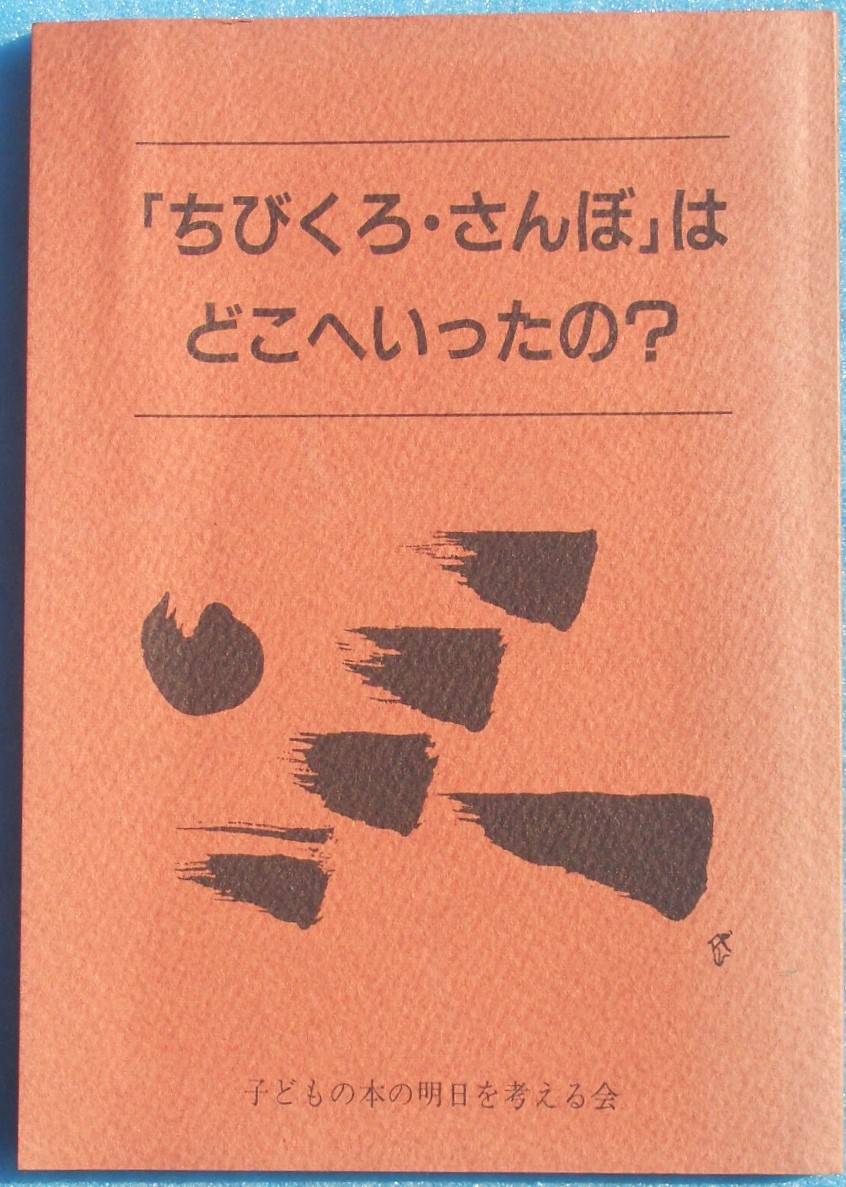 「ちびくろ・さんぼ」は
どこへいったの？
子どもの本の明日を考える会